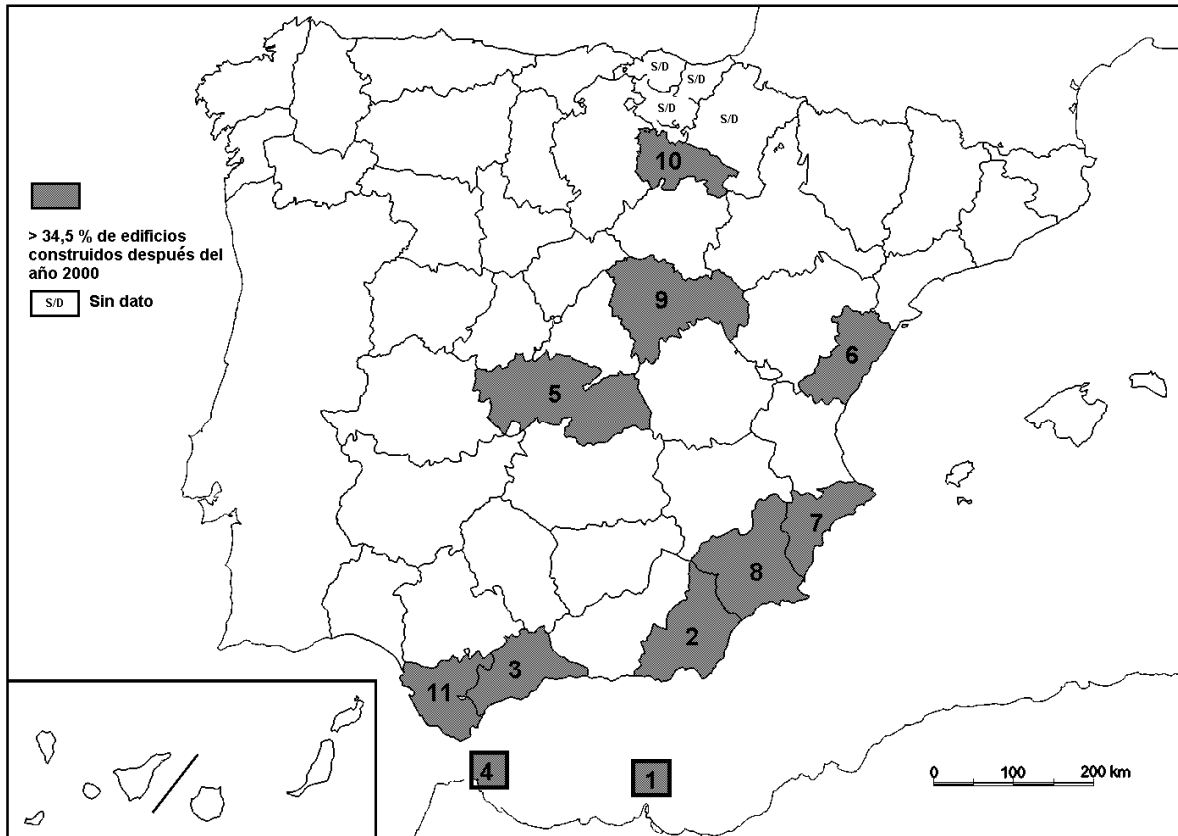 S/D
S/D
S/D
S/D
10
> 34,5 % de edificios
construidos después del
año 2000
S/D Sin dato
9
6
5
7
8
2
3
11
4
1
0 100 200 km